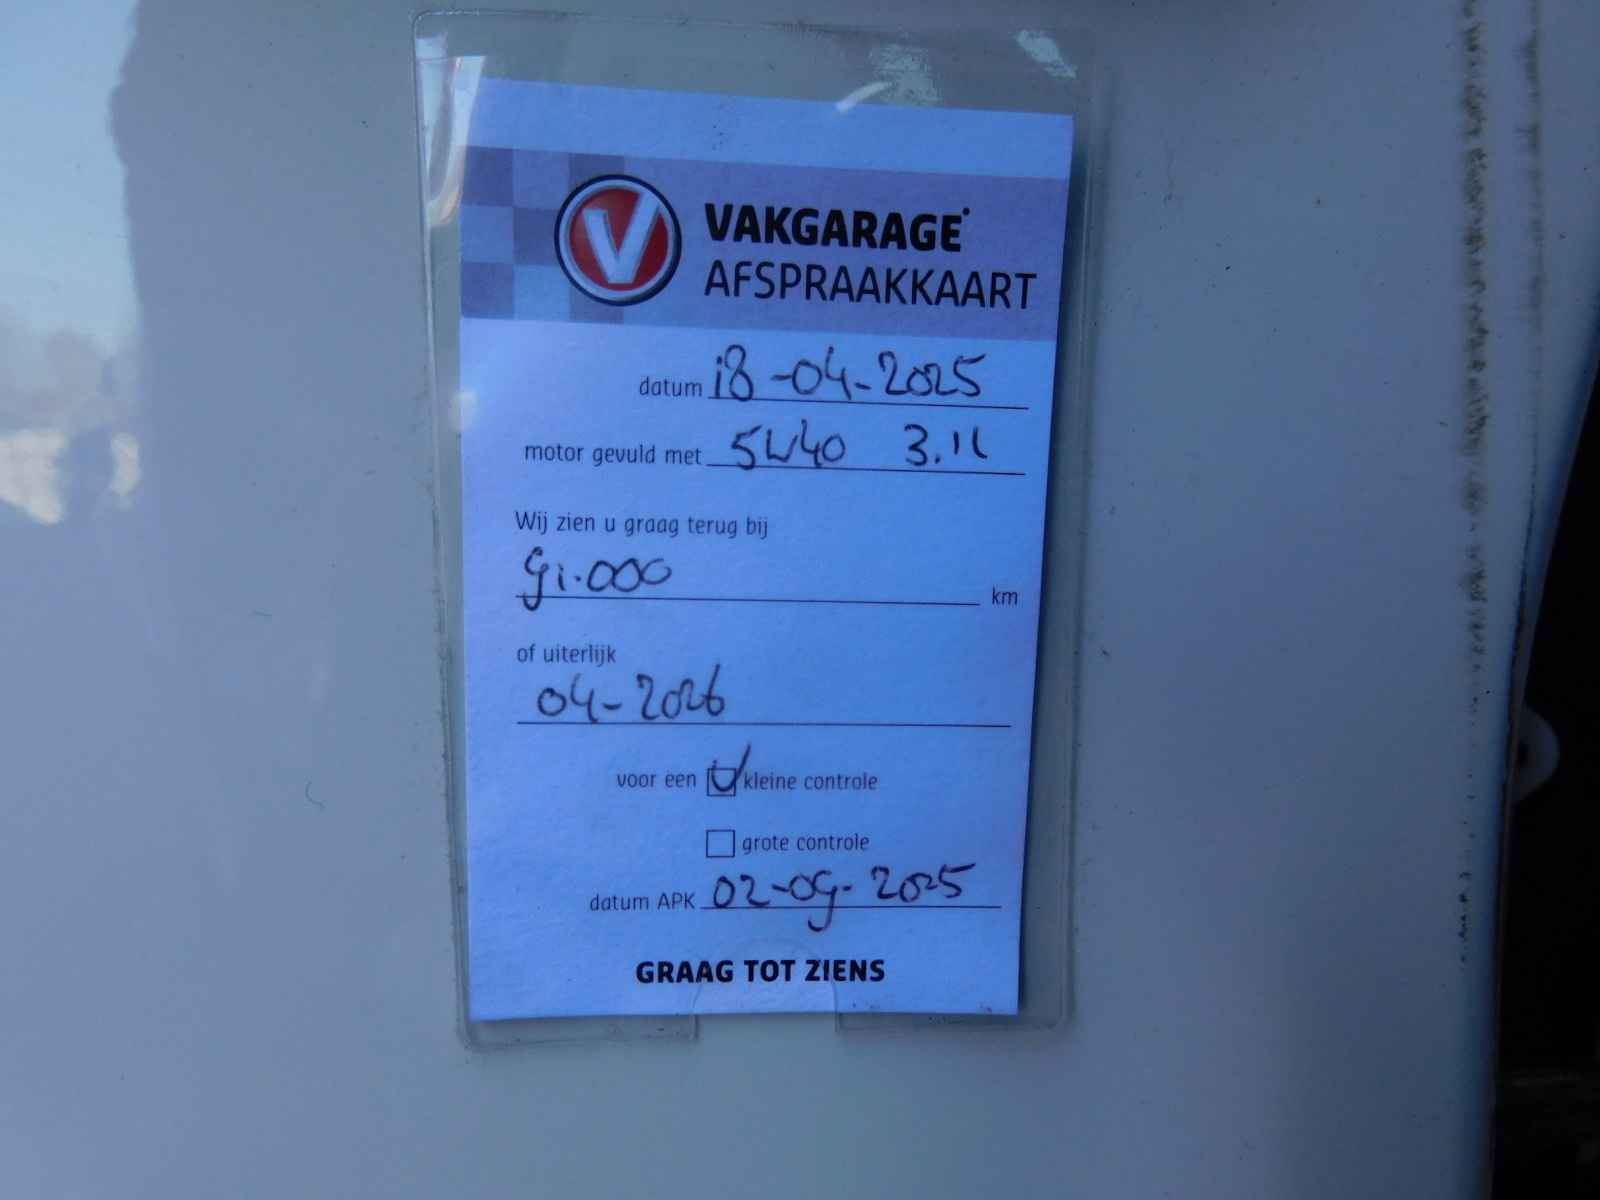 V
VAKGARAGE
AFSPRAAKKAART
datum 18-04-2025
motor gevuld met 5W40 3.1L
Wij zien u graag terug bij
91.000 km
of uiterlijk
04-2026
voor een kleine controle
grote controle
datum APK 02-09-2025
GRAAG TOT ZIENS